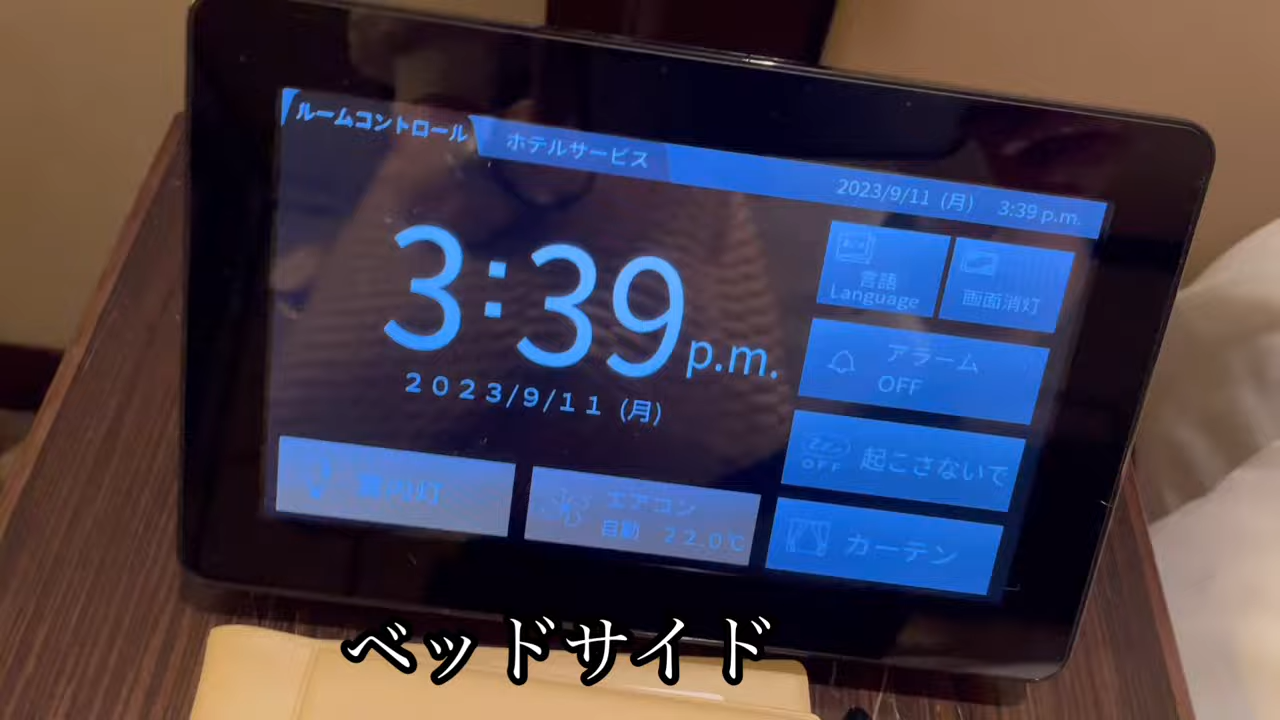 ルームコントロール
ホテルサービス
2023/9/11 (月) 3:39 p.m.
3:39 p.m.
2023/9/11 (月)
言語
Language
画面消灯
アラーム
OFF
OFF
起こさないで
カーテン
室内灯
エアコン
自動 22.0℃
ベッドサイド